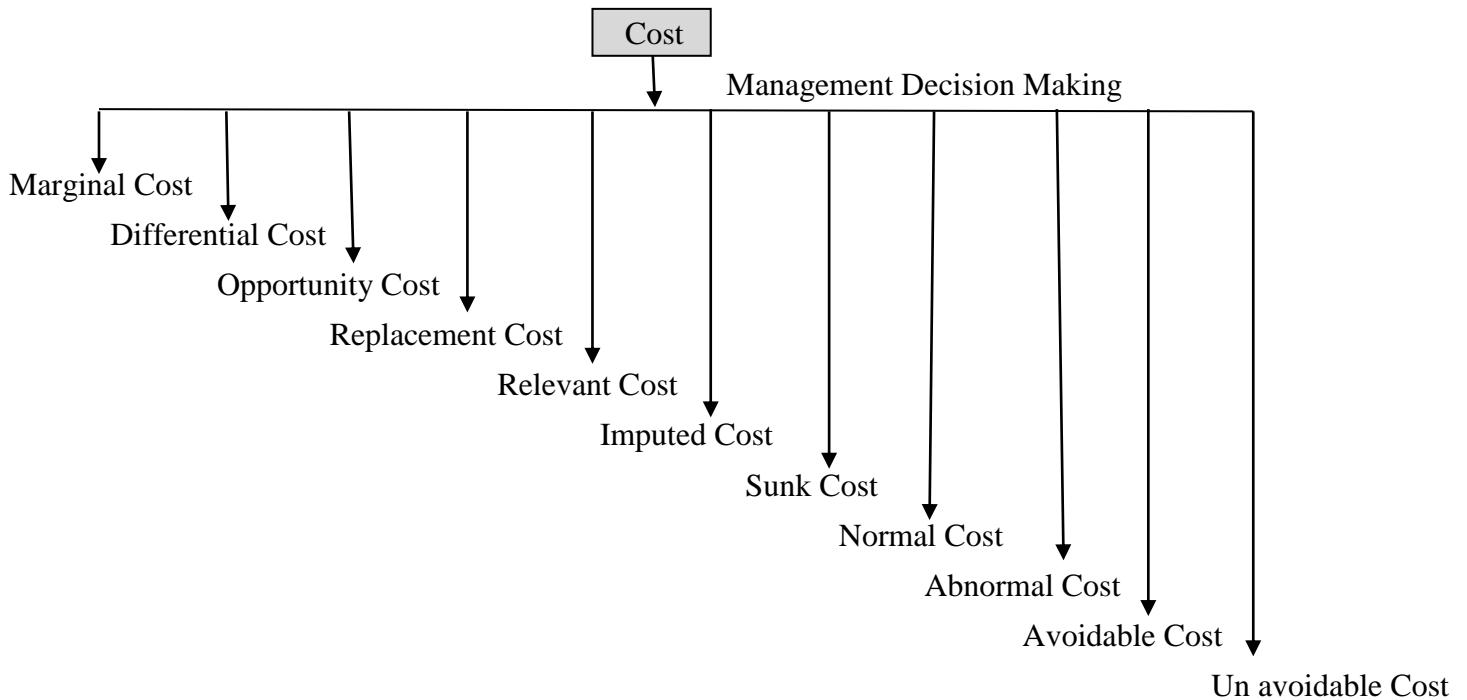 Cost
Management Decision Making
Marginal Cost
Differential Cost
Opportunity Cost
Replacement Cost
Relevant Cost
Imputed Cost
Sunk Cost
Normal Cost
Abnormal Cost
Avoidable Cost
Un avoidable Cost